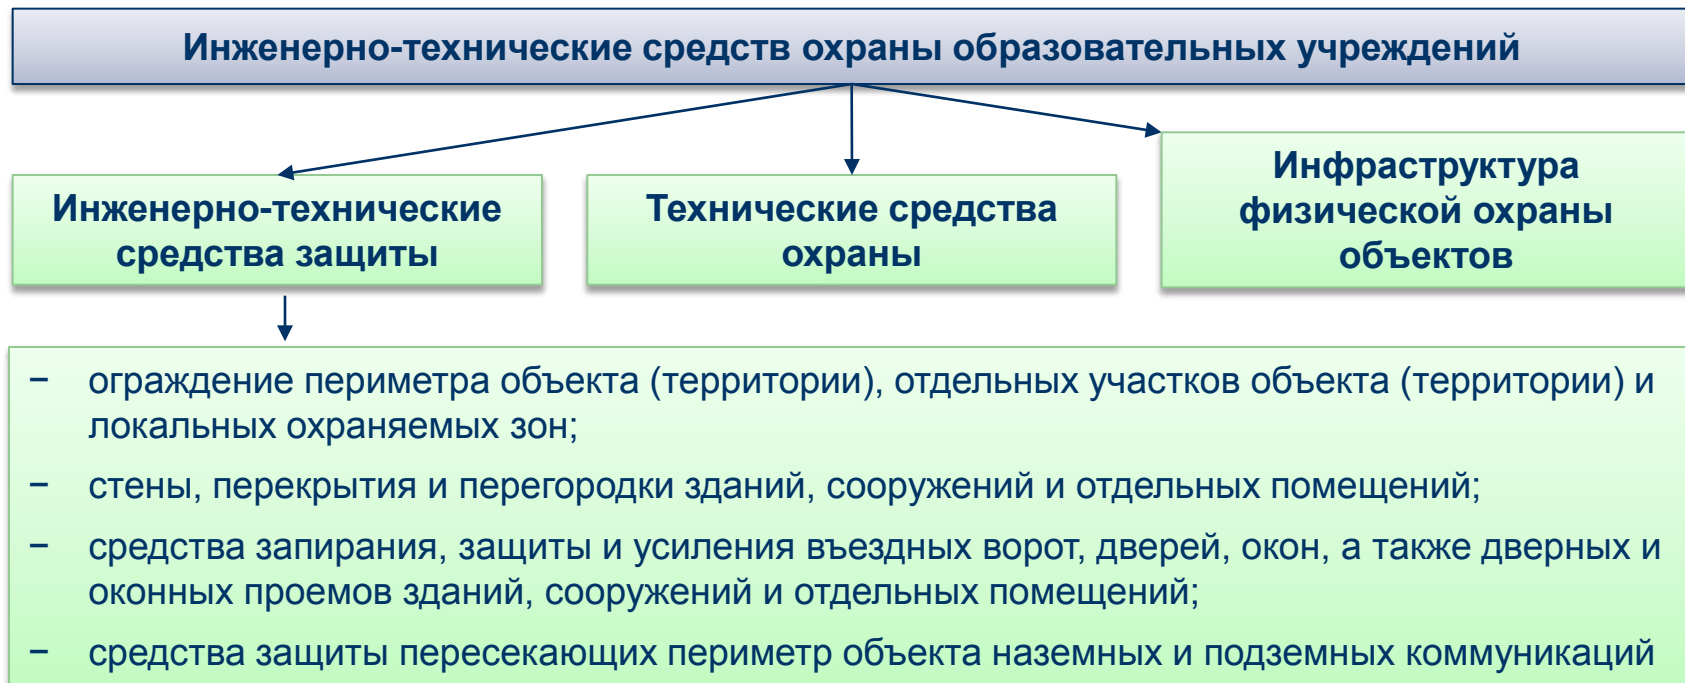 Инженерно-технические средств охраны образовательных учреждений
Инженерно-технические
средства защиты
Технические средства
охраны
Инфраструктура
физической охраны
объектов
− ограждение периметра объекта (территории), отдельных участков объекта (территории) и
локальных охраняемых зон;
− стены, перекрытия и перегородки зданий, сооружений и отдельных помещений;
− средства запирания, защиты и усиления въездных ворот, дверей, окон, а также дверных и
оконных проемов зданий, сооружений и отдельных помещений;
− средства защиты пересекающих периметр объекта наземных и подземных коммуникаций